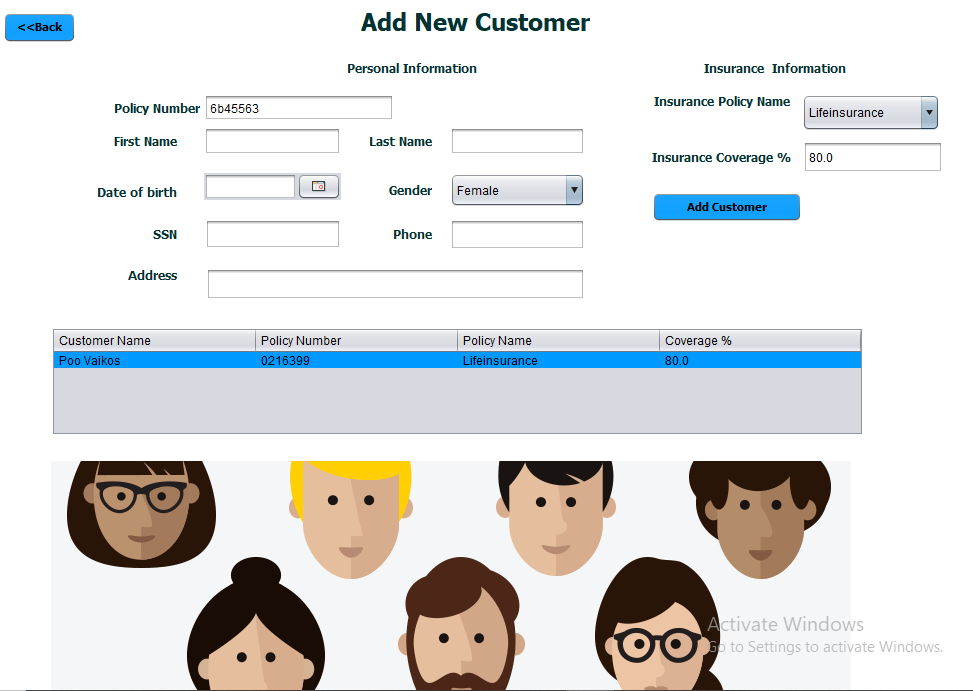 <<Back
Add New Customer
Personal Information
Insurance Information
Policy Number 6b45563
Insurance Policy Name Lifeinsurance
First Name
Last Name
Insurance Coverage % 80.0
Date of birth
Gender Female
Add Customer
SSN
Phone
Address
Customer Name Policy Number Policy Name Coverage %
Poo Vaikos 0216399 Lifeinsurance 80.0
Activate Windows
Go to Settings to activate Windows.